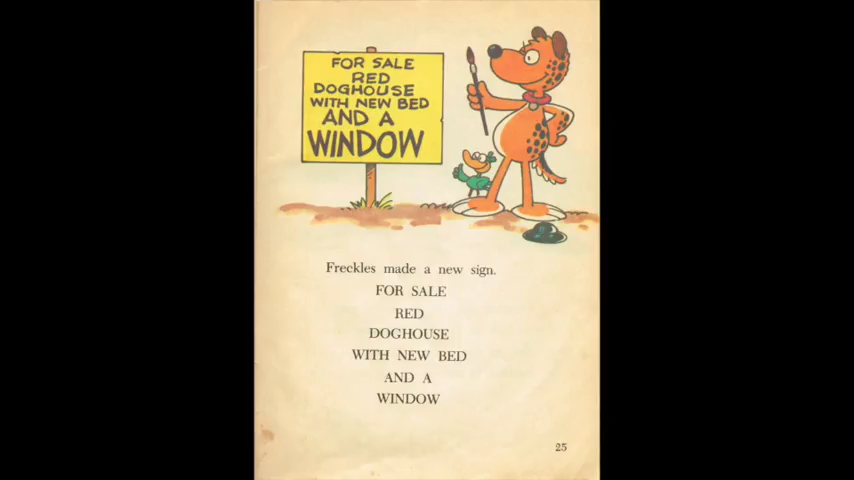 FOR SALE
RED
DOGHOUSE
WITH NEW BED
AND A
WINDOW
Freckles made a new sign.
FOR SALE
RED
DOGHOUSE
WITH NEW BED
AND A
WINDOW
25